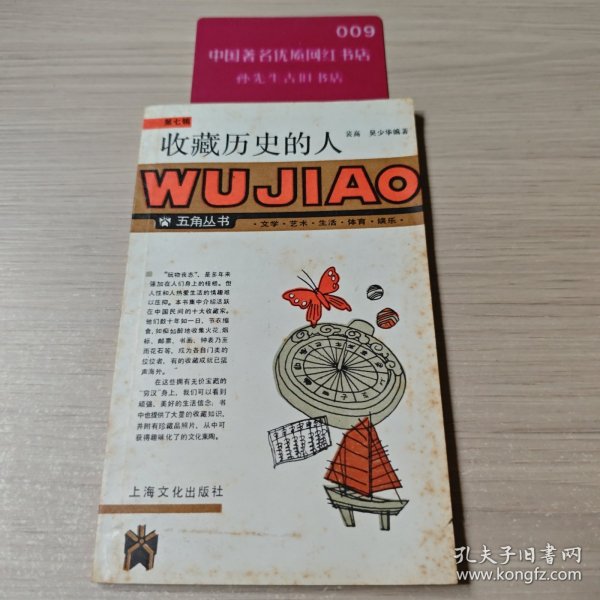 009
中国著名优质网红书店
孙先生古旧书店
第七辑
收藏历史的人
吴少华编著
WUJIAO
五角丛书
·文学·艺术·生活·体育·娱乐·
“玩物丧志”,是多年来
强加在人们身上的桎梏。但
人性和人热爱生活的情趣难
以压抑。本书集中介绍活跃
在中国民间的十大收藏家。
他们数十年如一日,节衣缩
食,如痴如醉地收集火花、烟
标、邮票、书画、钟表乃至
雨花石等,成为各自门类的
佼佼者,有的收藏成就已蜚
声海外。
在这些拥有无价宝藏的
“穷汉”身上,我们可以看到
顽强、美好的生活信念;书
中也提供了大量的收藏知识,
并附有珍藏品照片,从中可
获得趣味化了的文化熏陶。
上海文化出版社
孔夫子旧书网
www.kongfz.com